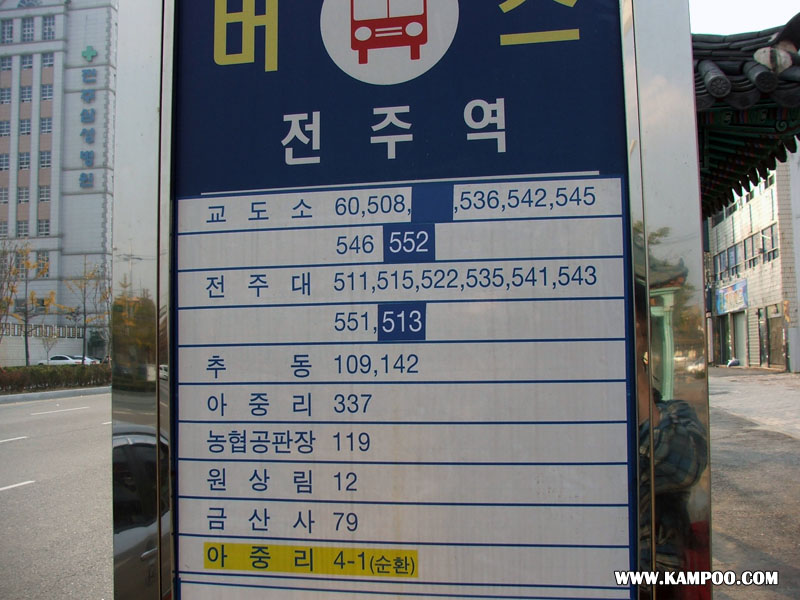 버 스
전 주 역
교 도 소 60,508, ,536,542,545
546 552
전 주 대 511,515,522,535,541,543
551,513
추 동 109,142
아 중 리 337
농협공판장 119
원 상 림 12
금 산 사 79
아 중 리 4-1(순환)
WWW.KAMPOO.COM